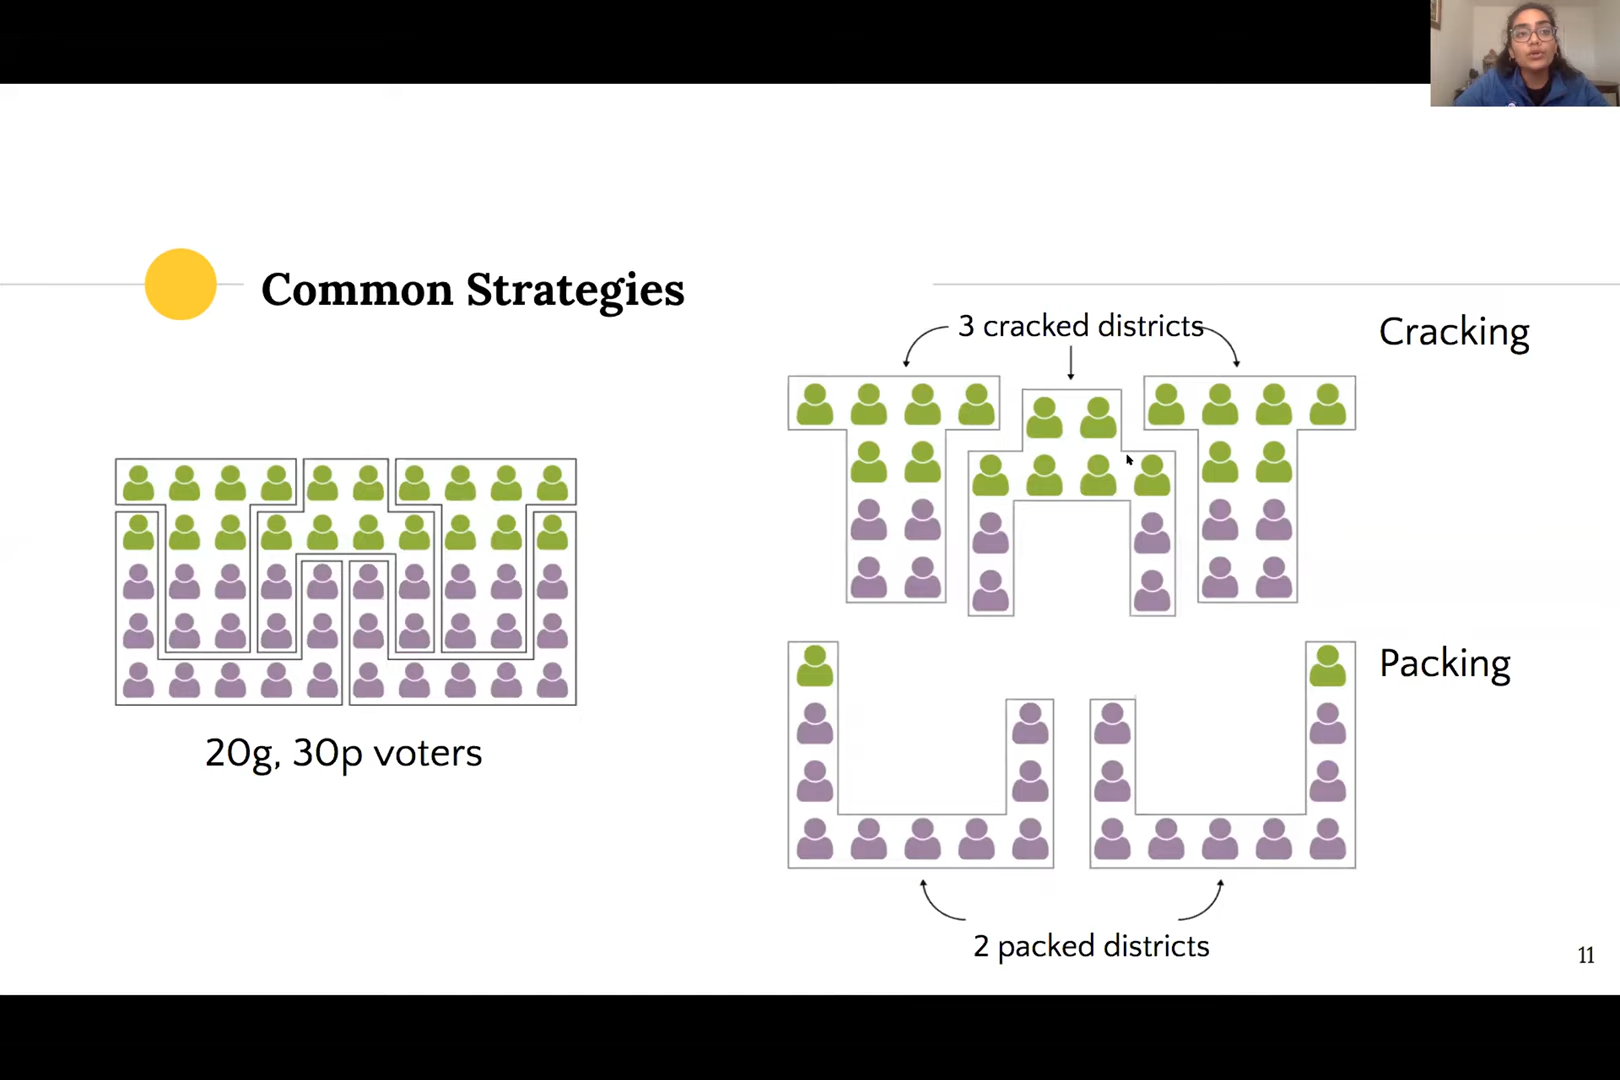 Common Strategies
3 cracked districts
Cracking
20g, 30p voters
Packing
2 packed districts
11